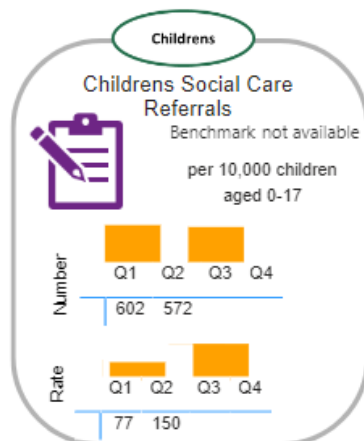 Childrens
Childrens Social Care
Referrals
Benchmark not available
per 10,000 children
aged 0-17
Number
Q1 Q2 Q3 Q4
602 572
Rate
Q1 Q2 Q3 Q4
77 150